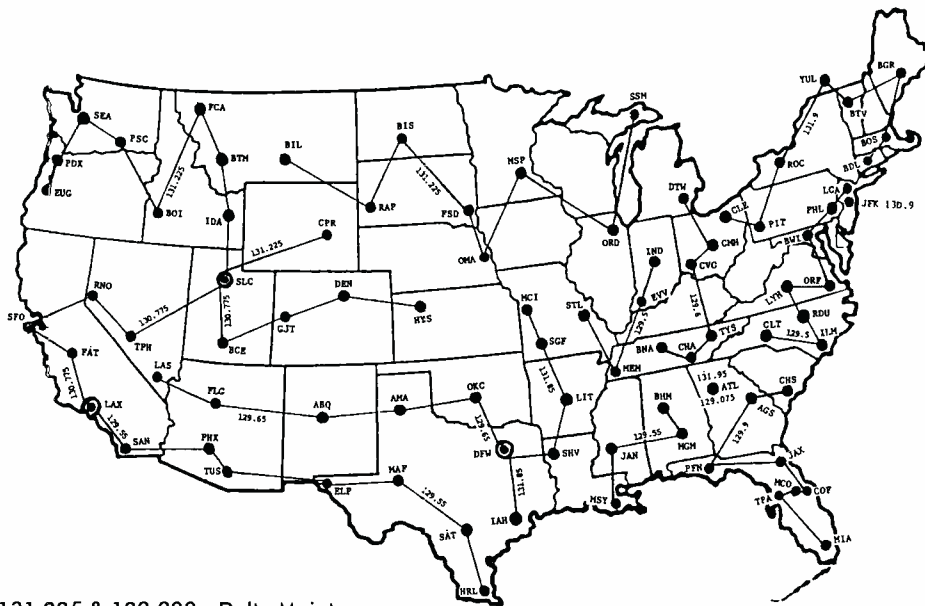 SSM
YUL
BGR
BTV
SEA
FCA
BIS
PSC
131.9
BOS
PDX
BTM
BIL
MSP
ROC
BDL
EUG
131.225
131.225
DTW
LGA
BOI
IDA
RAP
FSD
CLE
PHL
JFK 130.9
PIT
CPR
ORD
CMH
BWI
131.225
OMA
IND
CVG
SLC
RNO
DEN
LYH
ORF
SFO
130.775
130.775
HYS
MCI
STL
EVV
129.8
RDU
TPH
GJT
129.5
CLT
ILM
FAT
BCE
SGF
BNA
CHA
TYS
129.5
LAS
MEM
130.775
FLG
131.85
131.95
ATL
CHS
LAX
ABQ
AMA
OKC
LIT
BHM
129.075
AGS
129.65
129.55
129.65
129.55
MGM
129.9
SAN
PHX
DFW
SHV
JAN
TUS
MAF
PFN
JAX
ELP
131.85
MCO
129.55
IAH
MSY
TPA
COF
SAT
MIA
HRL